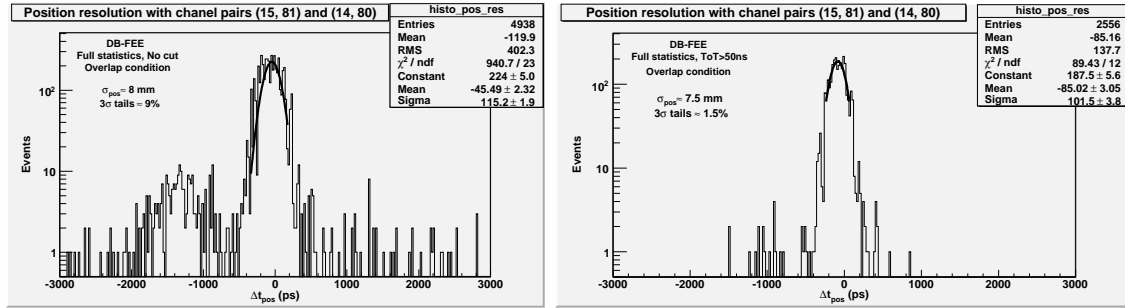 Position resolution with chanel pairs (15, 81) and (14, 80)
histo_pos_res
Entries 4938
Mean -119.9
RMS 402.3
χ² / ndf 940.7 / 23
Constant 224 ± 5.0
Mean -45.49 ± 2.32
Sigma 115.2 ± 1.9
DB-FEE
Full statistics, No cut
Overlap condition
σpos≈ 8 mm
3σ tails ≈ 9%
Events
10²
10
1
-3000 -2000 -1000 0 1000 2000 3000
Δtpos (ps)
Position resolution with chanel pairs (15, 81) and (14, 80)
histo_pos_res
Entries 2556
Mean -85.16
RMS 137.7
χ² / ndf 89.43 / 12
Constant 187.5 ± 5.6
Mean -85.02 ± 3.05
Sigma 101.5 ± 3.8
DB-FEE
Full statistics, ToT>50ns
Overlap condition
σpos≈ 7.5 mm
3σ tails ≈ 1.5%
Events
10²
10
1
-3000 -2000 -1000 0 1000 2000 3000
Δtpos (ps)